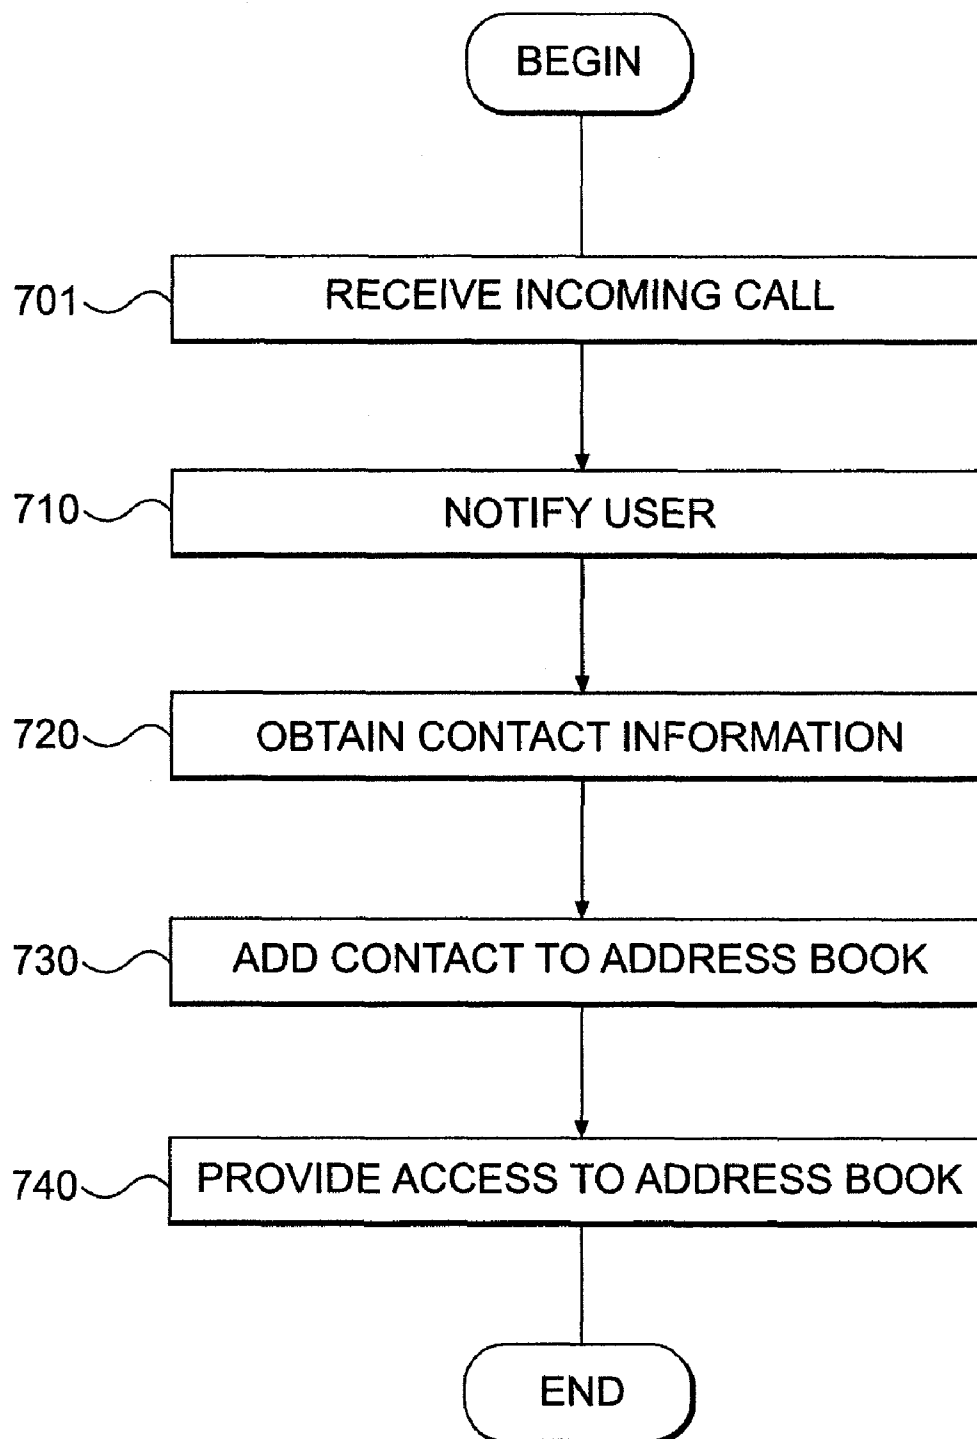 BEGIN
701 RECEIVE INCOMING CALL
710 NOTIFY USER
720 OBTAIN CONTACT INFORMATION
730 ADD CONTACT TO ADDRESS BOOK
740 PROVIDE ACCESS TO ADDRESS BOOK
END